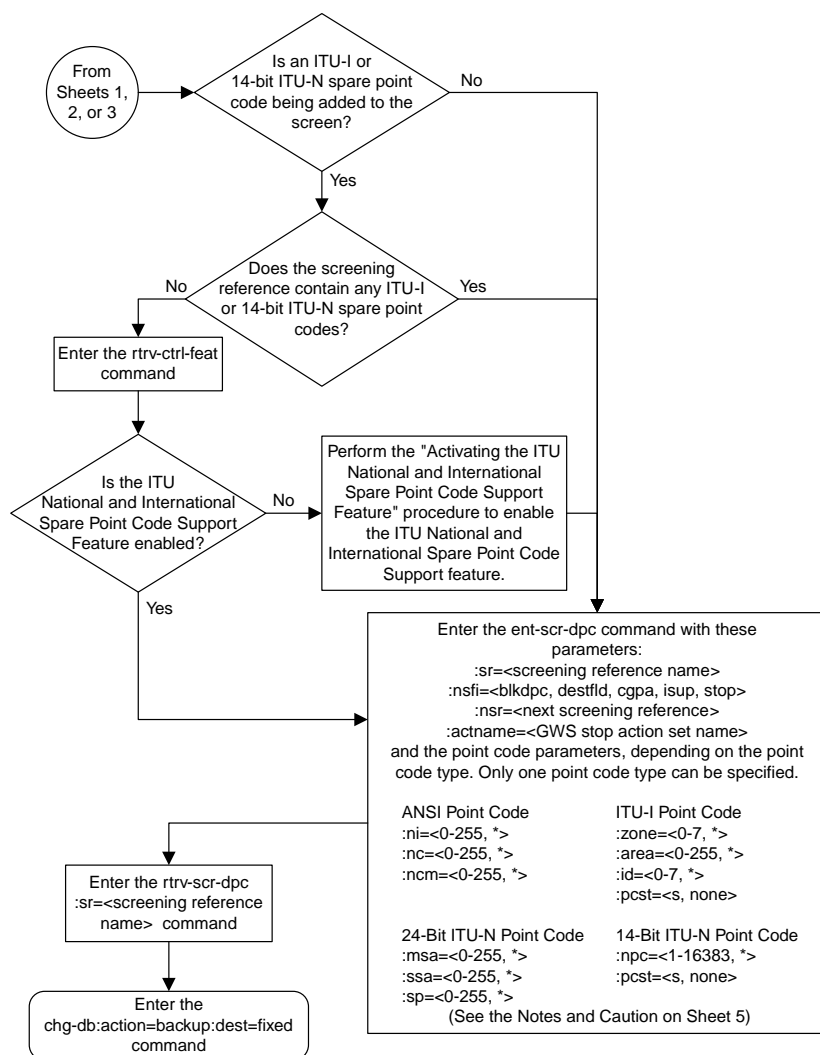 From
Sheets 1,
2, or 3
Is an ITU-I or
14-bit ITU-N spare point
code being added to the
screen?
No
Yes
Does the screening
reference contain any ITU-I
or 14-bit ITU-N spare point
codes?
No
Yes
Enter the rtrv-ctrl-feat
command
Is the ITU
National and International
Spare Point Code Support
Feature enabled?
No
Yes
Perform the "Activating the ITU
National and International
Spare Point Code Support
Feature" procedure to enable
the ITU National and
International Spare Point Code
Support feature.
Enter the ent-scr-dpc command with these
parameters:
:sr=<screening reference name>
:nsfi=<blkdpc, destfld, cgpa, isup, stop>
:nsr=<next screening reference>
:actname=<GWS stop action set name>
and the point code parameters, depending on the point
code type. Only one point code type can be specified.
ANSI Point Code
:ni=<0-255, *>
:nc=<0-255, *>
:ncm=<0-255, *>
ITU-I Point Code
:zone=<0-7, *>
:area=<0-255, *>
:id=<0-7, *>
:pcst=<s, none>
24-Bit ITU-N Point Code
:msa=<0-255, *>
:ssa=<0-255, *>
:sp=<0-255, *>
14-Bit ITU-N Point Code
:npc=<1-16383, *>
:pcst=<s, none>
(See the Notes and Caution on Sheet 5)
Enter the rtrv-scr-dpc
:sr=<screening reference
name> command
Enter the
chg-db:action=backup:dest=fixed
command